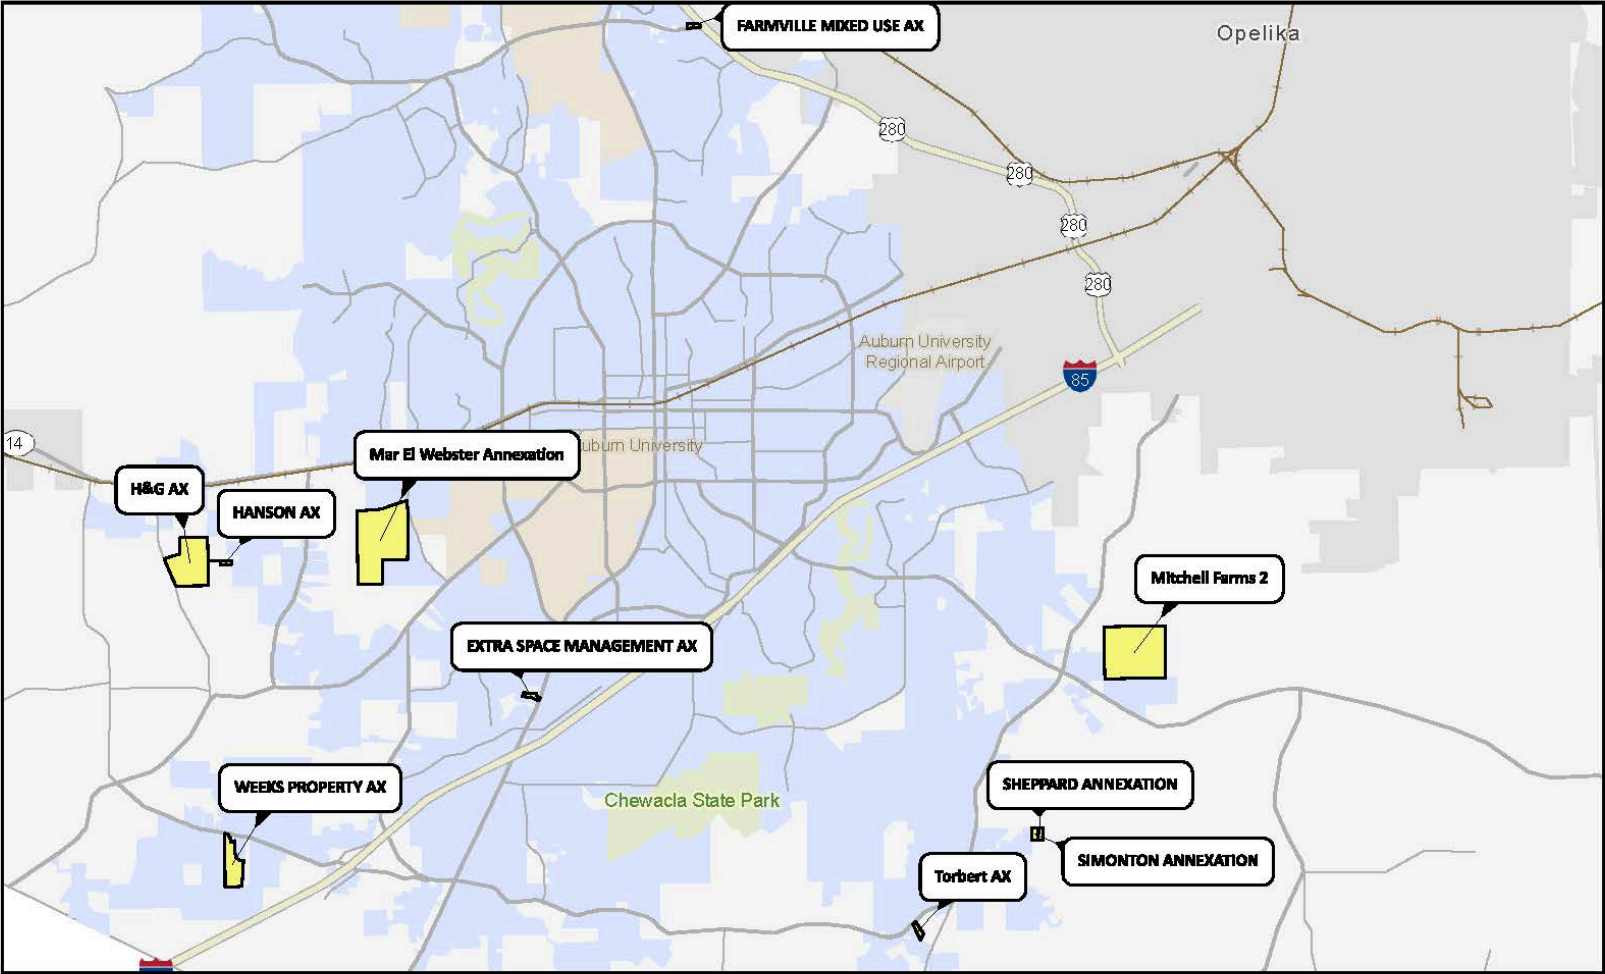 FARMVILLE MIXED USE AX
Opelika
280
280
280
280
Auburn University
Regional Airport
85
14
Mar El Webster Annexation
uburn University
H&G AX
HANSON AX
Mitchell Farms 2
EXTRA SPACE MANAGEMENT AX
WEEKS PROPERTY AX
SHEPPARD ANNEXATION
Chewacla State Park
SIMONTON ANNEXATION
Torbert AX